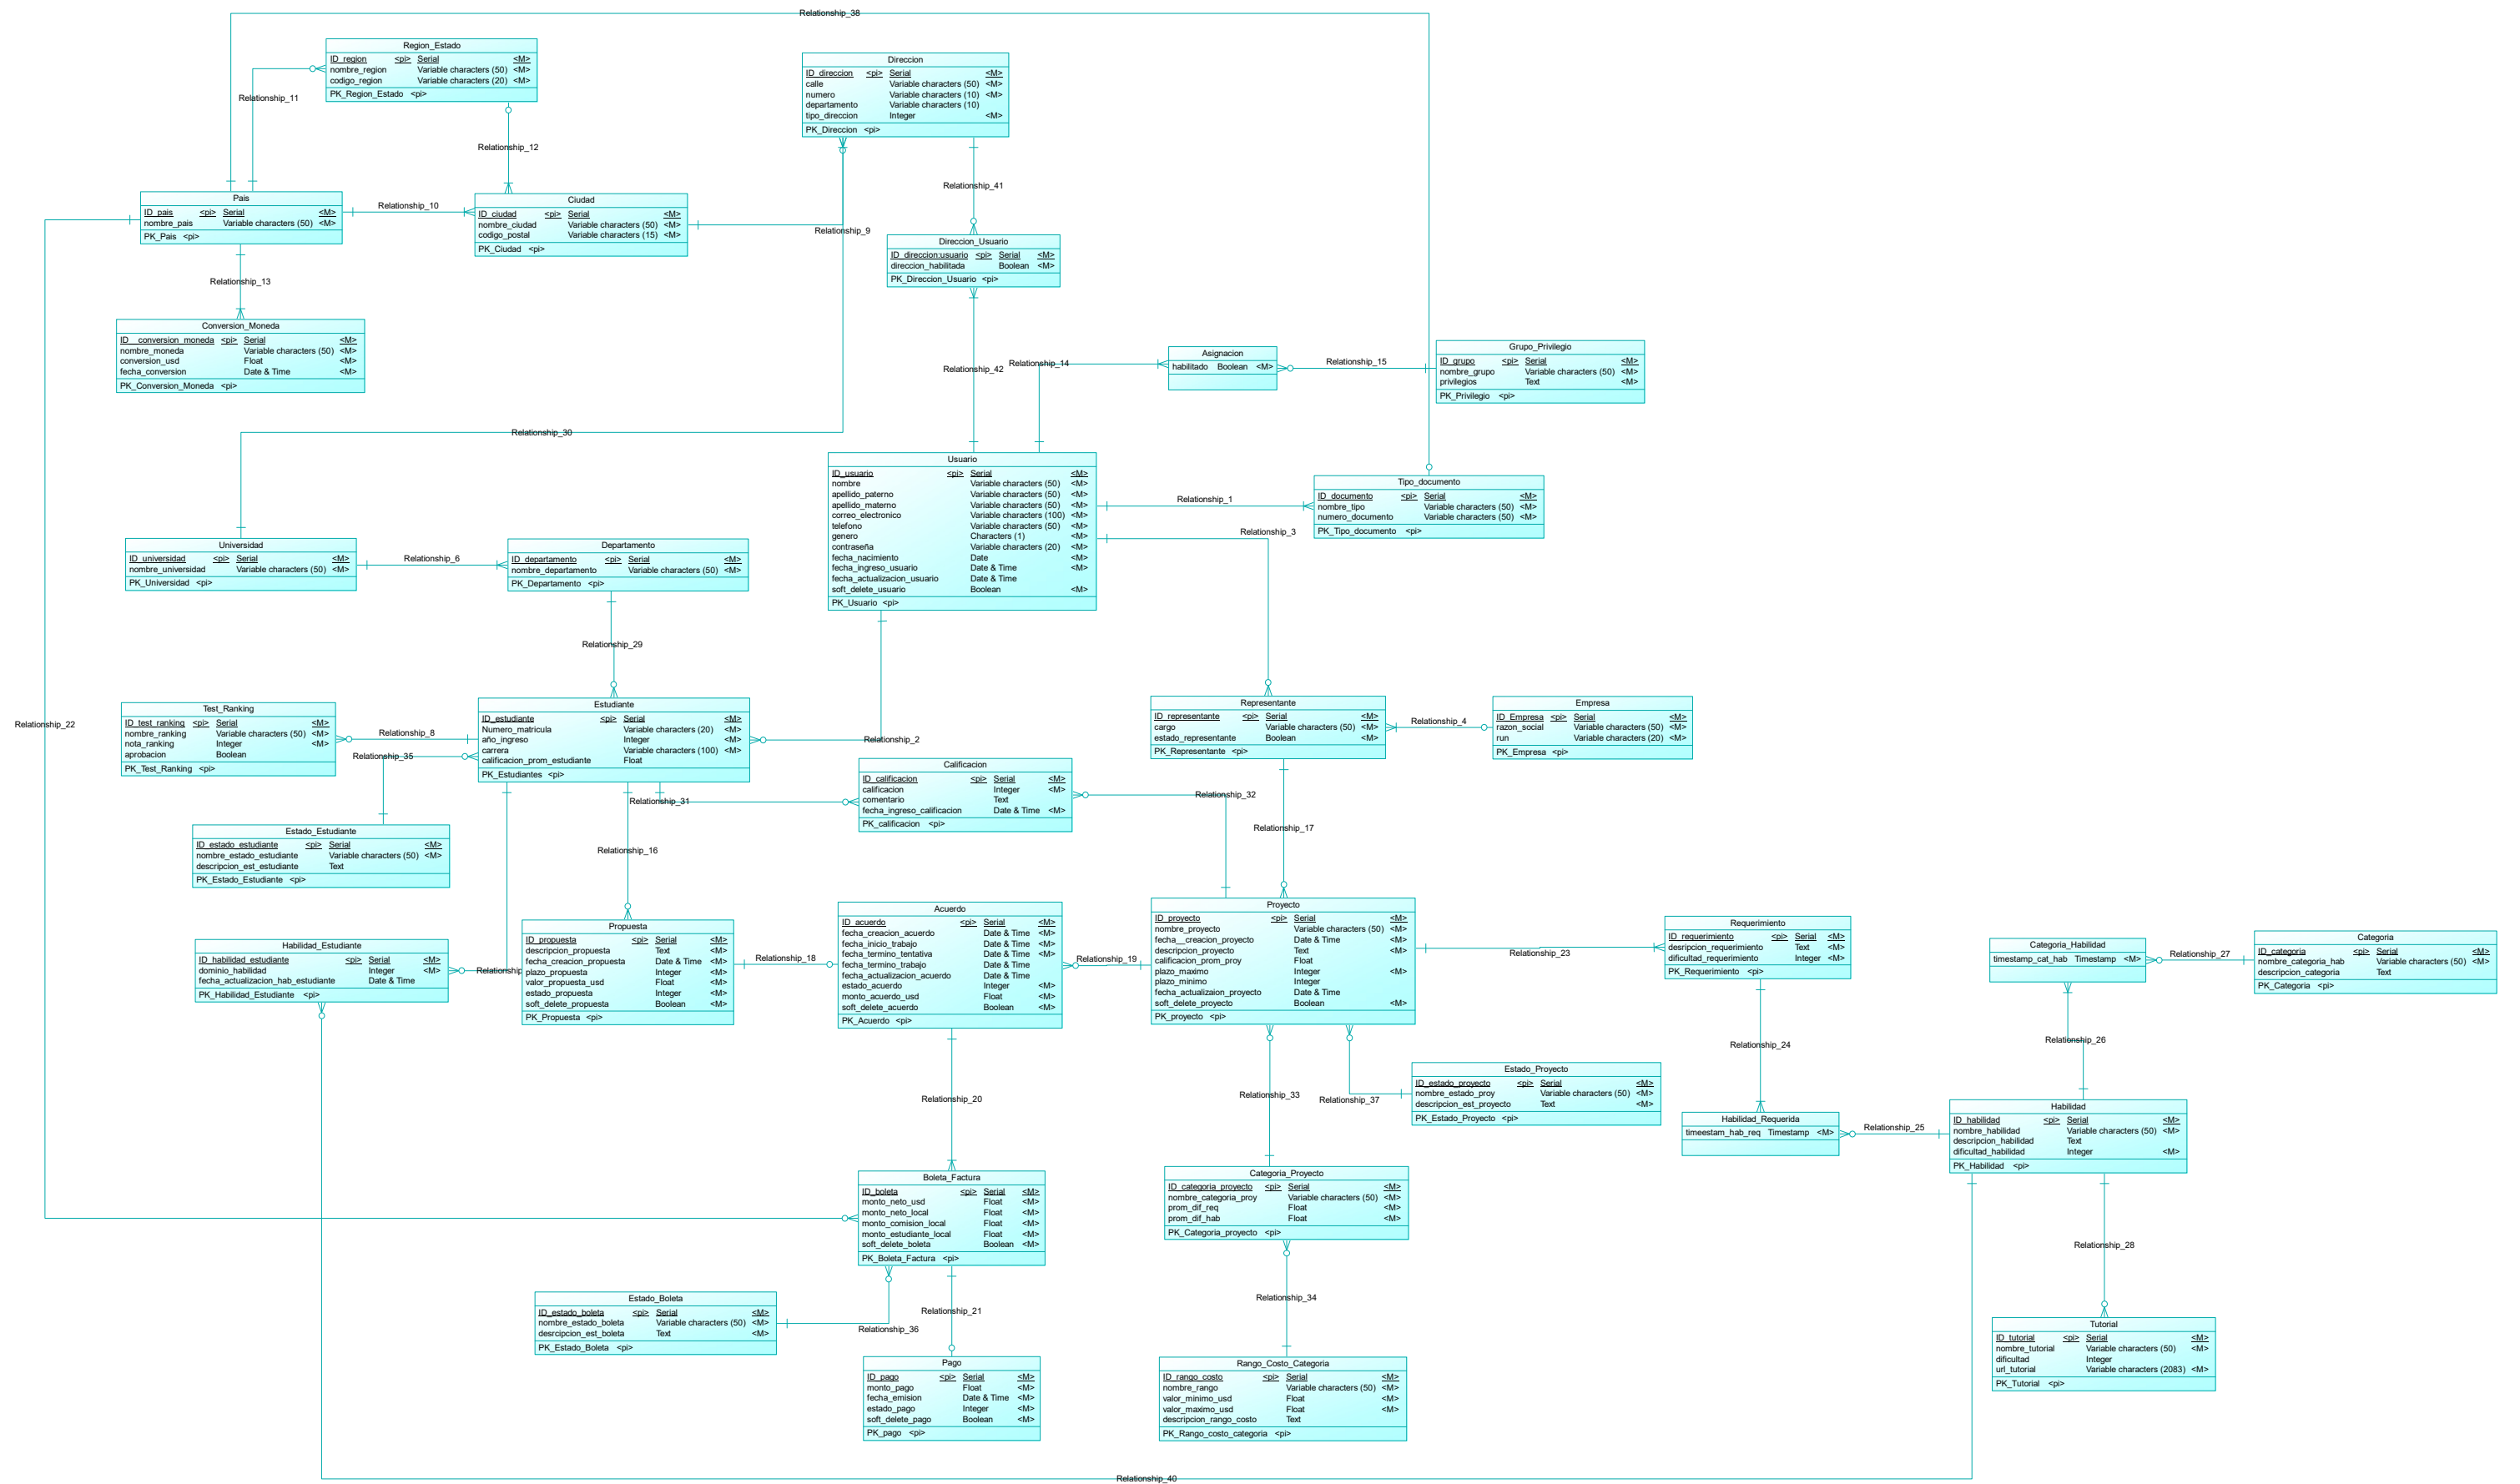 Relationship_38
Region_Estado
ID_region <pi> Serial <M>
nombre_region Variable characters (50) <M>
codigo_region Variable characters (20) <M>
PK_Region_Estado <pi>
Direccion
ID_direccion <pi> Serial <M>
calle Variable characters (50) <M>
numero Variable characters (10) <M>
departamento Variable characters (10)
tipo_direccion Integer <M>
PK_Direccion <pi>
Relationship_11
Relationship_12
Relationship_41
Pais
ID_pais <pi> Serial <M>
nombre_pais Variable characters (50) <M>
PK_Pais <pi>
Relationship_10
Ciudad
ID_ciudad <pi> Serial <M>
nombre_ciudad Variable characters (50) <M>
codigo_postal Variable characters (15) <M>
PK_Ciudad <pi>
Relationship_9
Direccion_Usuario
ID_direccion:usuario <pi> Serial <M>
direccion_habilitada Boolean <M>
PK_Direccion_Usuario <pi>
Relationship_13
Conversion_Moneda
ID__conversion_moneda <pi> Serial <M>
nombre_moneda Variable characters (50) <M>
conversion_usd Float <M>
fecha_conversion Date & Time <M>
PK_Conversion_Moneda <pi>
Relationship_42
Relationship_14
Asignacion
habilitado Boolean <M>
Relationship_15
Grupo_Privilegio
ID_grupo <pi> Serial <M>
nombre_grupo Variable characters (50) <M>
privilegios Text <M>
PK_Privilegio <pi>
Relationship_30
Usuario
ID_usuario <pi> Serial <M>
nombre Variable characters (50) <M>
apellido_paterno Variable characters (50) <M>
apellido_materno Variable characters (50) <M>
correo_electronico Variable characters (100) <M>
telefono Variable characters (50) <M>
genero Characters (1) <M>
contraseña Variable characters (20) <M>
fecha_nacimiento Date <M>
fecha_ingreso_usuario Date & Time <M>
fecha_actualizacion_usuario Date & Time
soft_delete_usuario Boolean <M>
PK_Usuario <pi>
Relationship_1
Tipo_documento
ID_documento <pi> Serial <M>
nombre_tipo Variable characters (50) <M>
numero_documento Variable characters (50) <M>
PK_Tipo_documento <pi>
Relationship_3
Universidad
ID_universidad <pi> Serial <M>
nombre_universidad Variable characters (50) <M>
PK_Universidad <pi>
Relationship_6
Departamento
ID_departamento <pi> Serial <M>
nombre_departamento Variable characters (50) <M>
PK_Departamento <pi>
Relationship_29
Relationship_22
Test_Ranking
ID_test_ranking <pi> Serial <M>
nombre_ranking Variable characters (50) <M>
nota_ranking Integer <M>
aprobacion Boolean
PK_Test_Ranking <pi>
Relationship_8
Relationship_35
Estudiante
ID_estudiante <pi> Serial <M>
Numero_matricula Variable characters (20) <M>
año_ingreso Integer <M>
carrera Variable characters (100) <M>
calificacion_prom_estudiante Float
PK_Estudiantes <pi>
Relationship_2
Representante
ID_representante <pi> Serial <M>
cargo Variable characters (50) <M>
estado_representante Boolean <M>
PK_Representante <pi>
Relationship_4
Empresa
ID_Empresa <pi> Serial <M>
razon_social Variable characters (50) <M>
run Variable characters (20) <M>
PK_Empresa <pi>
Relationship_31
Calificacion
ID_calificacion <pi> Serial <M>
calificacion Integer <M>
comentario Text
fecha_ingreso_calificacion Date & Time <M>
PK_calificacion <pi>
Relationship_32
Relationship_17
Estado_Estudiante
ID_estado_estudiante <pi> Serial <M>
nombre_estado_estudiante Variable characters (50) <M>
descripcion_est_estudiante Text
PK_Estado_Estudiante <pi>
Relationship_16
Habilidad_Estudiante
ID_habilidad_estudiante <pi> Serial <M>
dominio_habilidad Integer <M>
fecha_actualizacion_hab_estudiante Date & Time
PK_Habilidad_Estudiante <pi>
Relationship
Propuesta
ID_propuesta <pi> Serial <M>
descripcion_propuesta Text <M>
fecha_creacion_propuesta Date & Time <M>
plazo_propuesta Integer <M>
valor_propuesta_usd Float <M>
estado_propuesta Integer <M>
soft_delete_propuesta Boolean <M>
PK_Propuesta <pi>
Relationship_18
Acuerdo
ID_acuerdo <pi> Serial <M>
fecha_creacion_acuerdo Date & Time <M>
fecha_inicio_trabajo Date & Time <M>
fecha_termino_tentativa Date & Time <M>
fecha_termino_trabajo Date & Time
fecha_actualizacion_acuerdo Date & Time
estado_acuerdo Integer <M>
monto_acuerdo_usd Float <M>
soft_delete_acuerdo Boolean <M>
PK_Acuerdo <pi>
Relationship_19
Proyecto
ID_proyecto <pi> Serial <M>
nombre_proyecto Variable characters (50) <M>
fecha__creacion_proyecto Date & Time <M>
descripcion_proyecto Text <M>
calificacion_prom_proy Float
plazo_maximo Integer <M>
plazo_minimo Integer
fecha_actualizaion_proyecto Date & Time
soft_delete_proyecto Boolean <M>
PK_proyecto <pi>
Relationship_23
Requerimiento
ID_requerimiento <pi> Serial <M>
desripcion_requerimiento Text <M>
dificultad_requerimiento Integer <M>
PK_Requerimiento <pi>
Categoria_Habilidad
timestamp_cat_hab Timestamp <M>
Relationship_27
Categoria
ID_categoria <pi> Serial <M>
nombre_categoria_hab Variable characters (50) <M>
descripcion_categoria Text
PK_Categoria <pi>
Relationship_24
Relationship_26
Relationship_20
Relationship_33
Relationship_37
Estado_Proyecto
ID_estado_proyecto <pi> Serial <M>
nombre_estado_proy Variable characters (50) <M>
descripcion_est_proyecto Text <M>
PK_Estado_Proyecto <pi>
Habilidad_Requerida
timeestam_hab_req Timestamp <M>
Relationship_25
Habilidad
ID_habilidad <pi> Serial <M>
nombre_habilidad Variable characters (50) <M>
descripcion_habilidad Text
dificultad_habilidad Integer <M>
PK_Habilidad <pi>
Boleta_Factura
ID_boleta <pi> Serial <M>
monto_neto_usd Float <M>
monto_neto_local Float <M>
monto_comision_local Float <M>
monto_estudiante_local Float <M>
soft_delete_boleta Boolean <M>
PK_Boleta_Factura <pi>
Categoria_Proyecto
ID_categoria_proyecto <pi> Serial <M>
nombre_categoria_proy Variable characters (50) <M>
prom_dif_req Float <M>
prom_dif_hab Float <M>
PK_Categoria_proyecto <pi>
Relationship_28
Estado_Boleta
ID_estado_boleta <pi> Serial <M>
nombre_estado_boleta Variable characters (50) <M>
desrcipcion_est_boleta Text <M>
PK_Estado_Boleta <pi>
Relationship_36
Relationship_21
Relationship_34
Pago
ID_pago <pi> Serial <M>
monto_pago Float <M>
fecha_emision Date & Time <M>
estado_pago Integer <M>
soft_delete_pago Boolean <M>
PK_pago <pi>
Rango_Costo_Categoria
ID_rango_costo <pi> Serial <M>
nombre_rango Variable characters (50) <M>
valor_minimo_usd Float <M>
valor_maximo_usd Float <M>
descripcion_rango_costo Text
PK_Rango_costo_categoria <pi>
Tutorial
ID_tutorial <pi> Serial <M>
nombre_tutorial Variable characters (50) <M>
dificultad Integer
url_tutorial Variable characters (2083) <M>
PK_Tutorial <pi>
Relationship_40